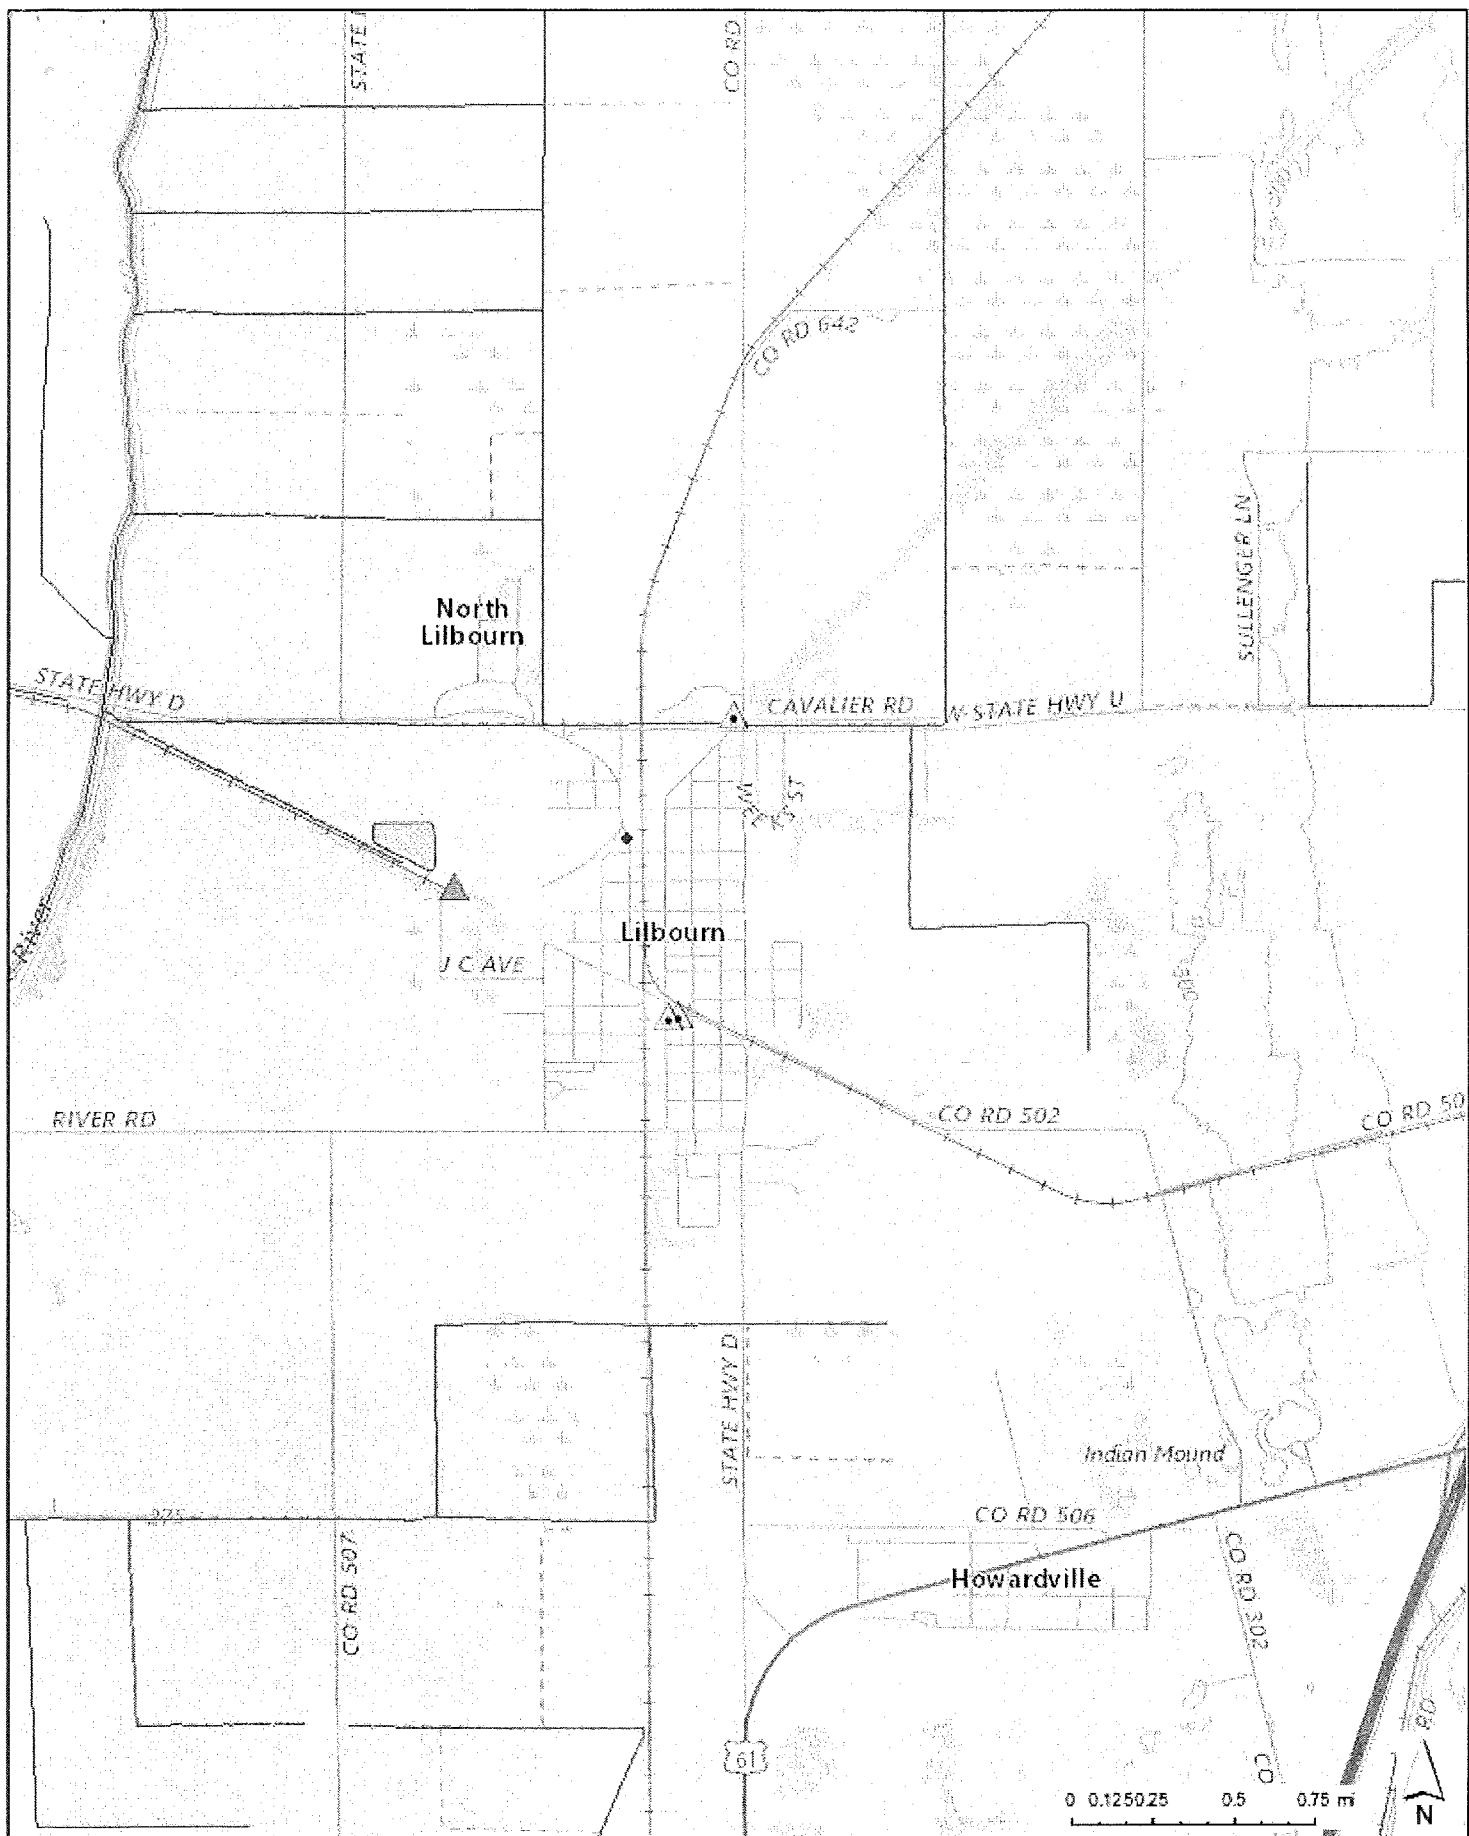 STATE
CO RD
CO RD 642
SULLENGER LN
North
Lilbourn
STATE HWY D
CAVALIER RD
W STATE HWY U
Lilbourn
River
J C AVE
300
RIVER RD
CO RD 502
CO RD 50
STATE HWY D
Indian Mound
275
CO RD 506
CO RD 507
Howardville
CO RD 302
61
CO
RD
0 0.125 0.25 0.5 0.75 mi
N